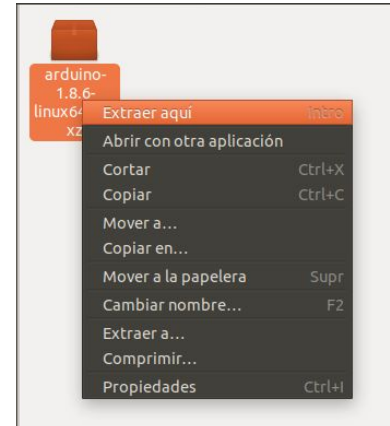 arduino-
1.8.6-
linux64
xz
Extraer aquí Intro
Abrir con otra aplicación
Cortar Ctrl+X
Copiar Ctrl+C
Mover a...
Copiar en...
Mover a la papelera Supr
Cambiar nombre... F2
Extraer a...
Comprimir...
Propiedades Ctrl+I